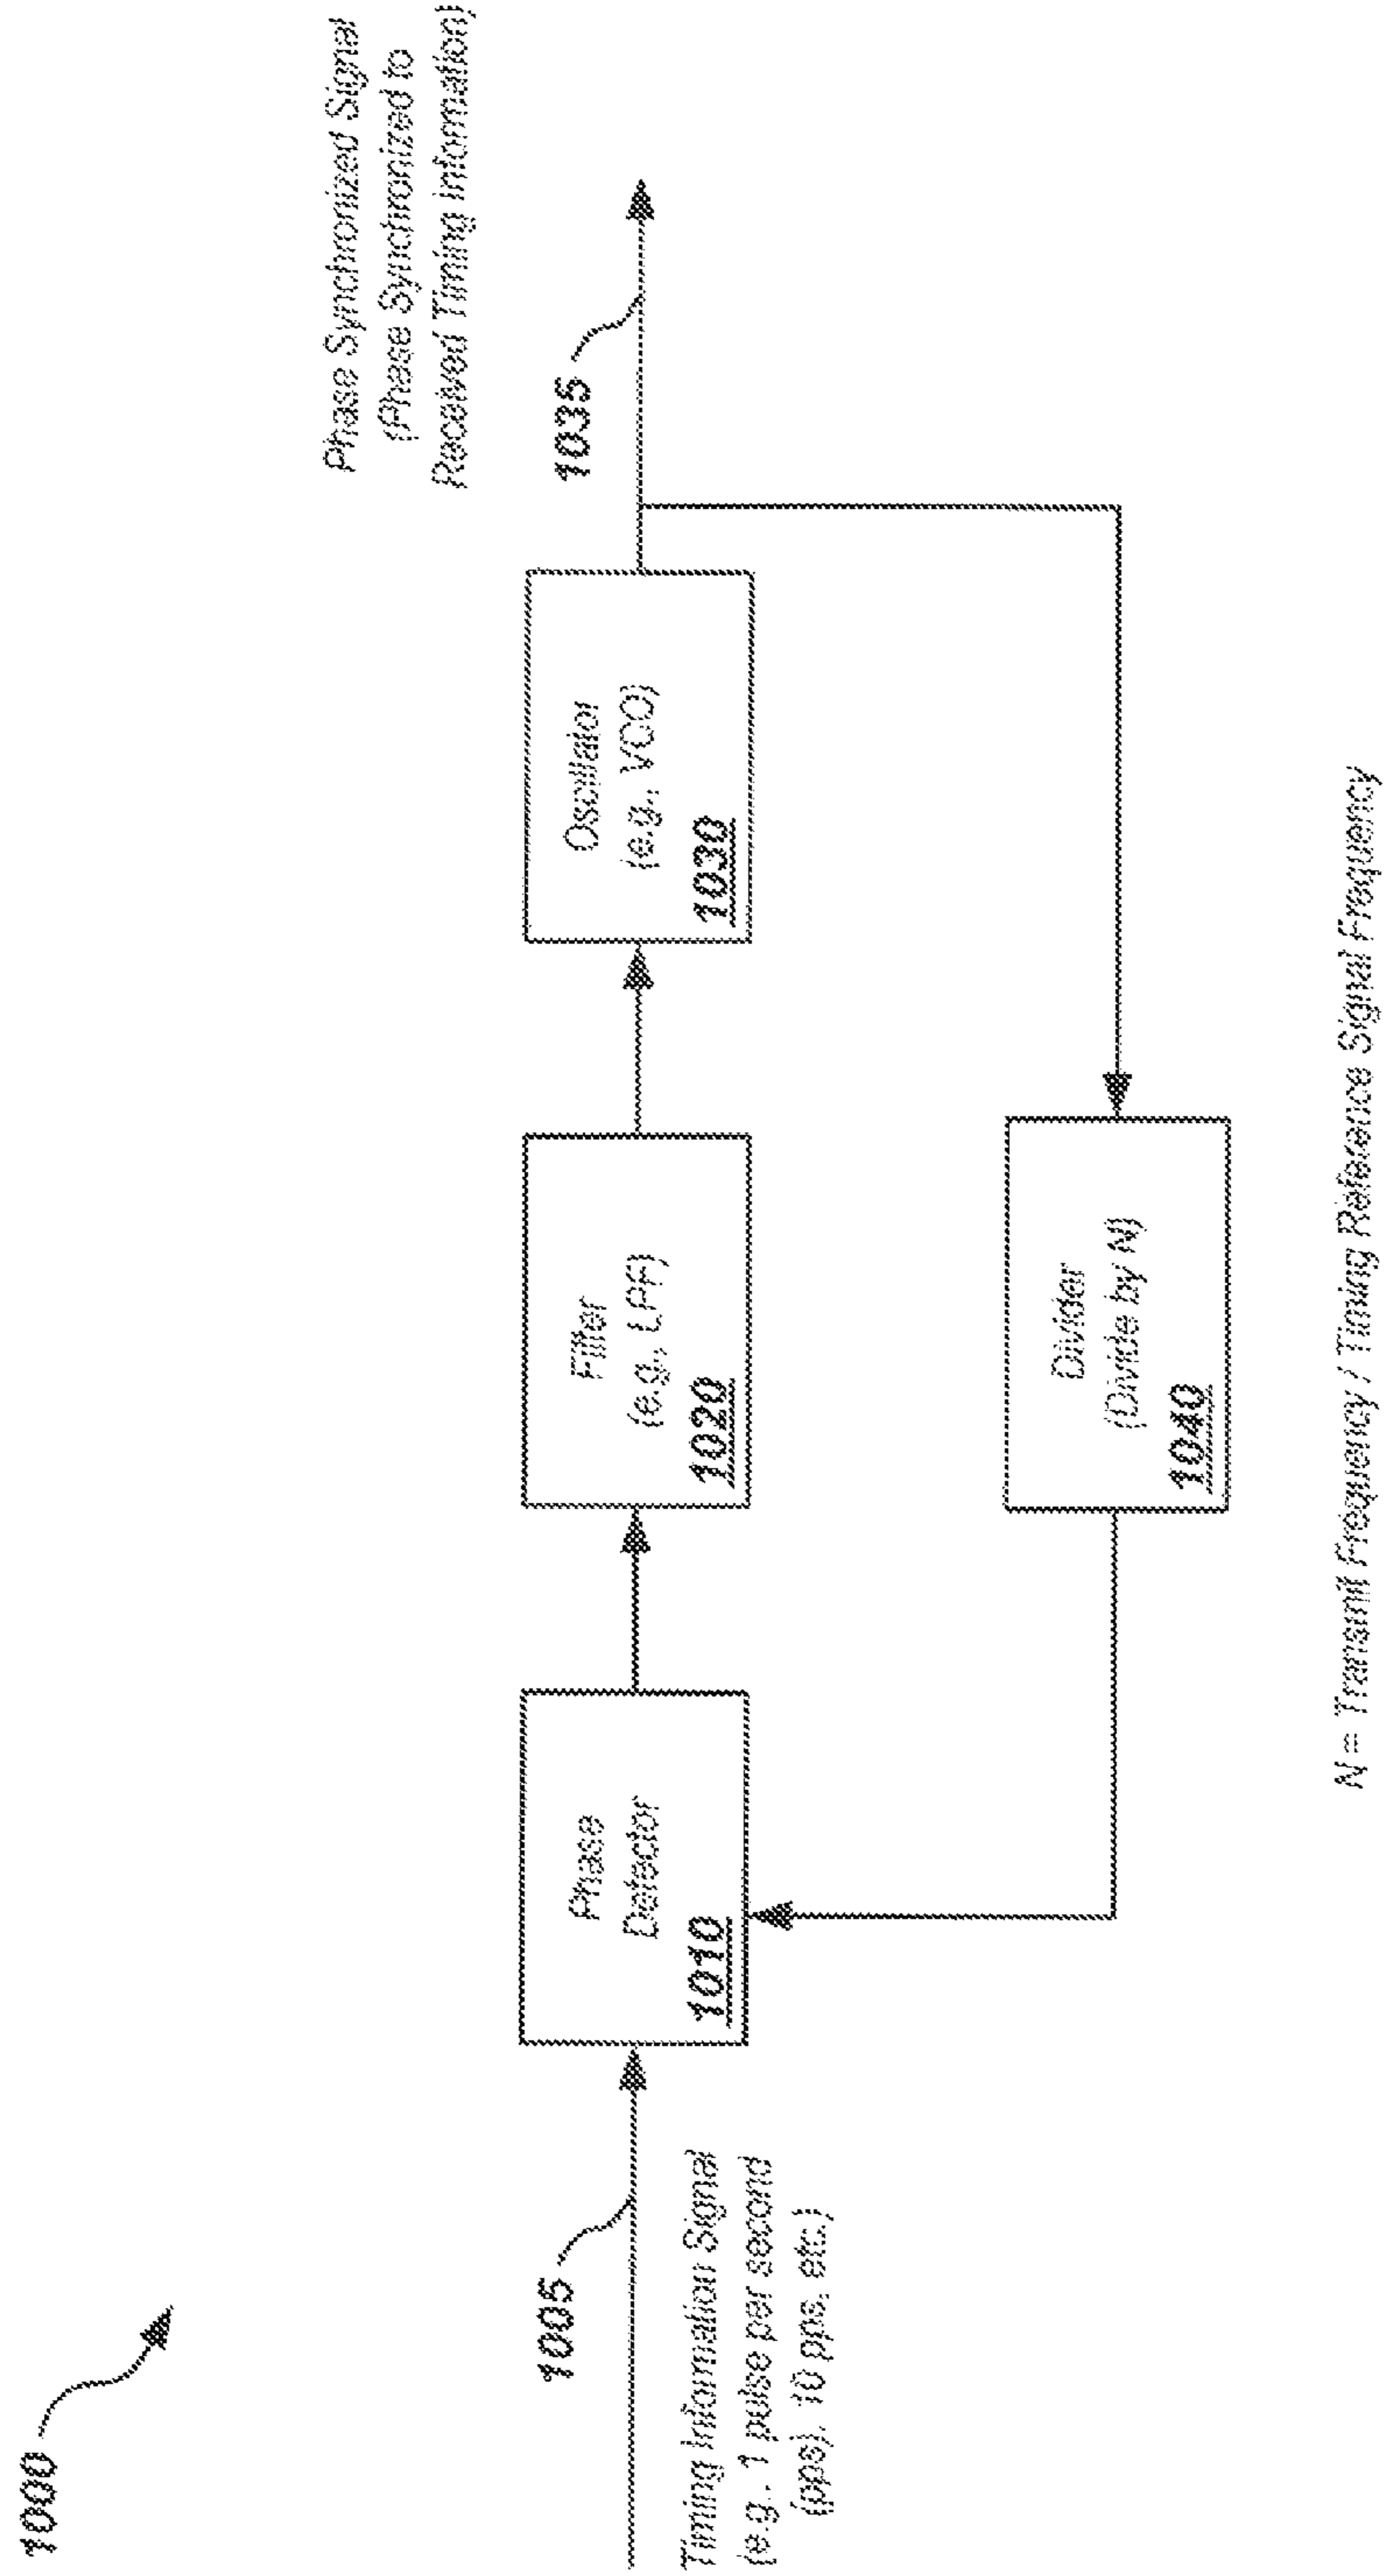 1000
Phase Synchronized Signal
(Phase Synchronized to
Received Timing Information)
1005
1035
Timing Information Signal
(e.g., 1 pulse per second
(pps), 10 pps, etc.)
Phase
Detector
1010
Filter
(e.g., LPF)
1020
Oscillator
(e.g., VCO)
1030
Divider
(Divide by N)
1040
N = Transmit Frequency / Timing Reference Signal Frequency